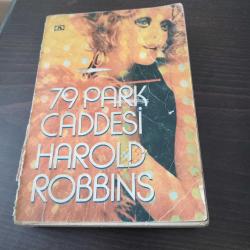 79 PARK
CADDESİ
HAROLD
ROBBINS